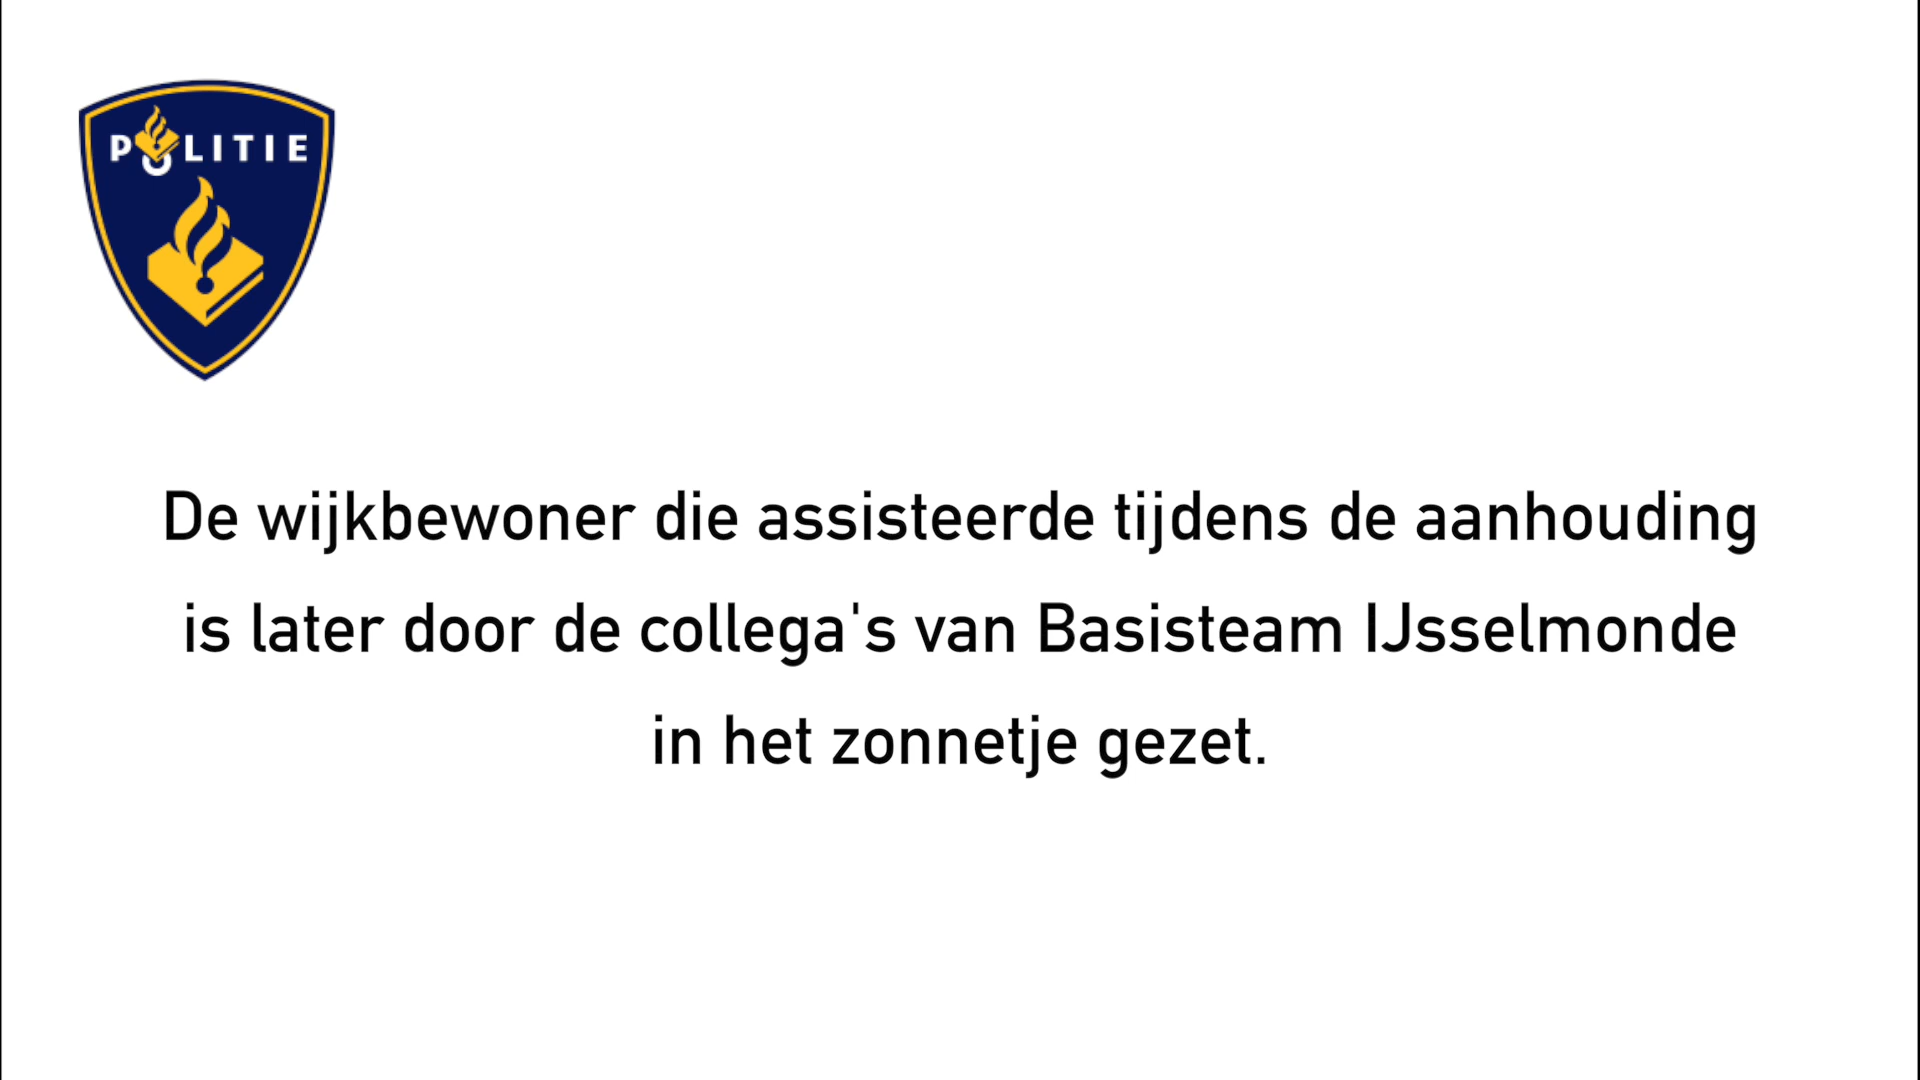 POLITIE
De wijkbewoner die assisteerde tijdens de aanhouding
is later door de collega's van Basisteam IJsselmonde
in het zonnetje gezet.